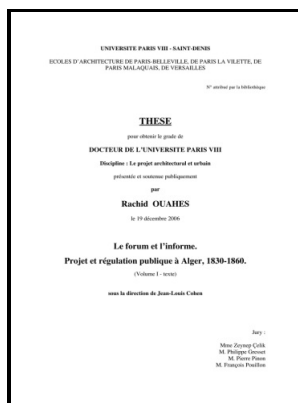 UNIVERSITE PARIS VIII - SAINT-DENIS
ECOLES D'ARCHITECTURE DE PARIS-BELLEVILLE, DE PARIS LA VILETTE, DE
PARIS MALAQUAIS, DE VERSAILLES
N° attribué par la bibliothèque
THESE
pour obtenir le grade de
DOCTEUR DE L'UNIVERSITE PARIS VIII
Discipline : Le projet architectural et urbain
présentée et soutenue publiquement
par
Rachid OUAHES
le 19 décembre 2006
Le forum et l'informe.
Projet et régulation publique à Alger, 1830-1860.
(Volume I - texte)
sous la direction de Jean-Louis Cohen
Jury :
Mme Zeynep Çelik
M. Philippe Gresset
M. Pierre Pinon
M. François Pouillon